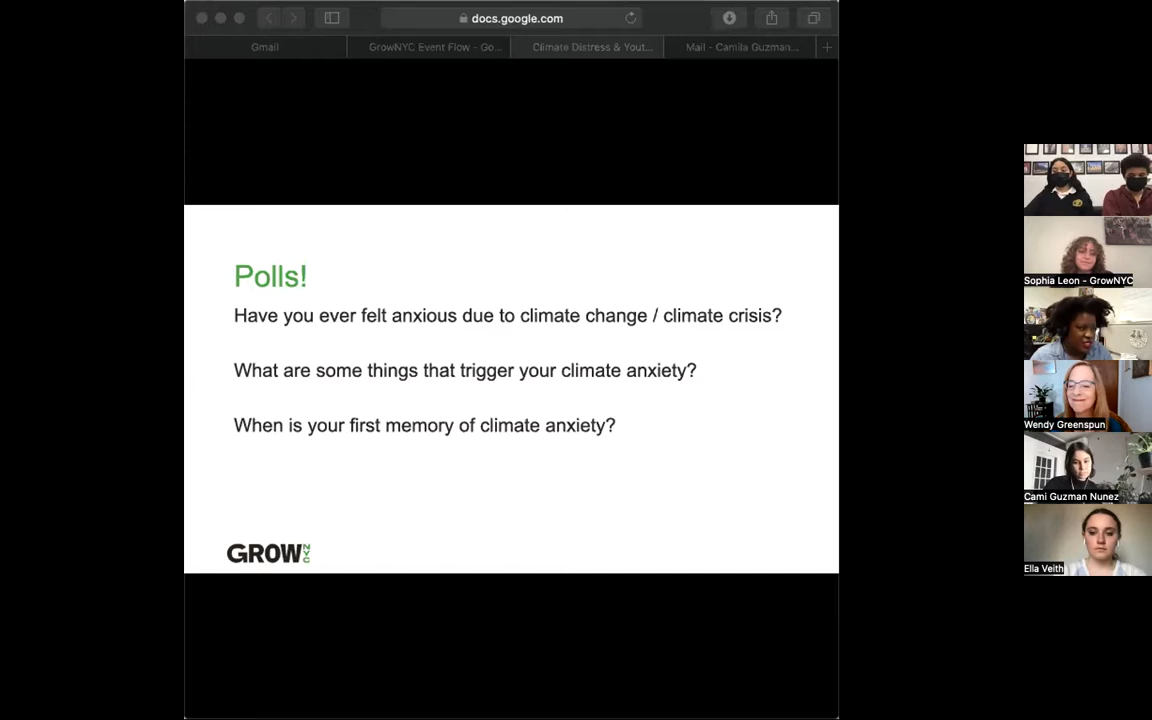 docs.google.com
Gmail
GrowNYC Event Flow - Go...
Climate Distress & Yout...
Mail - Camila Guzman...
Polls!
Have you ever felt anxious due to climate change / climate crisis?
What are some things that trigger your climate anxiety?
When is your first memory of climate anxiety?
GROWNYC
Sophia Leon - GrowNYC
Wendy Greenspun
Cami Guzman Nunez
Ella Veith